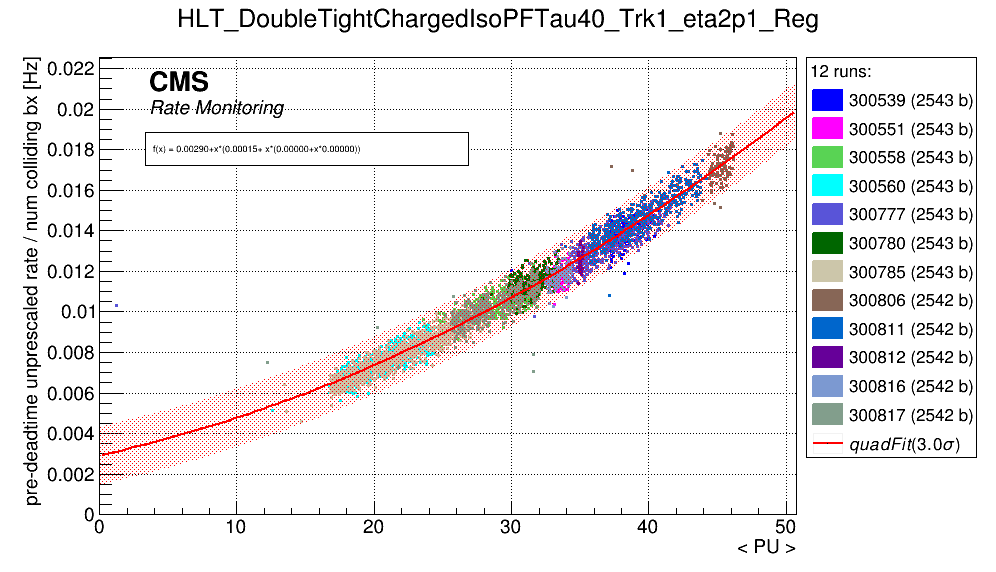 HLT_DoubleTightChargedIsoPFTau40_Trk1_eta2p1_Reg
pre-deadtime unprescaled rate / num colliding bx [Hz]
0.022
0.02
0.018
0.016
0.014
0.012
0.01
0.008
0.006
0.004
0.002
0
CMS
Rate Monitoring
f(x) = 0.00290+x*(0.00015+ x*(0.00000+x*0.00000))
0 10 20 30 40 50
< PU >
12 runs:
300539 (2543 b)
300551 (2543 b)
300558 (2543 b)
300560 (2543 b)
300777 (2543 b)
300780 (2543 b)
300785 (2543 b)
300806 (2542 b)
300811 (2542 b)
300812 (2542 b)
300816 (2542 b)
300817 (2542 b)
quadFit(3.0σ)